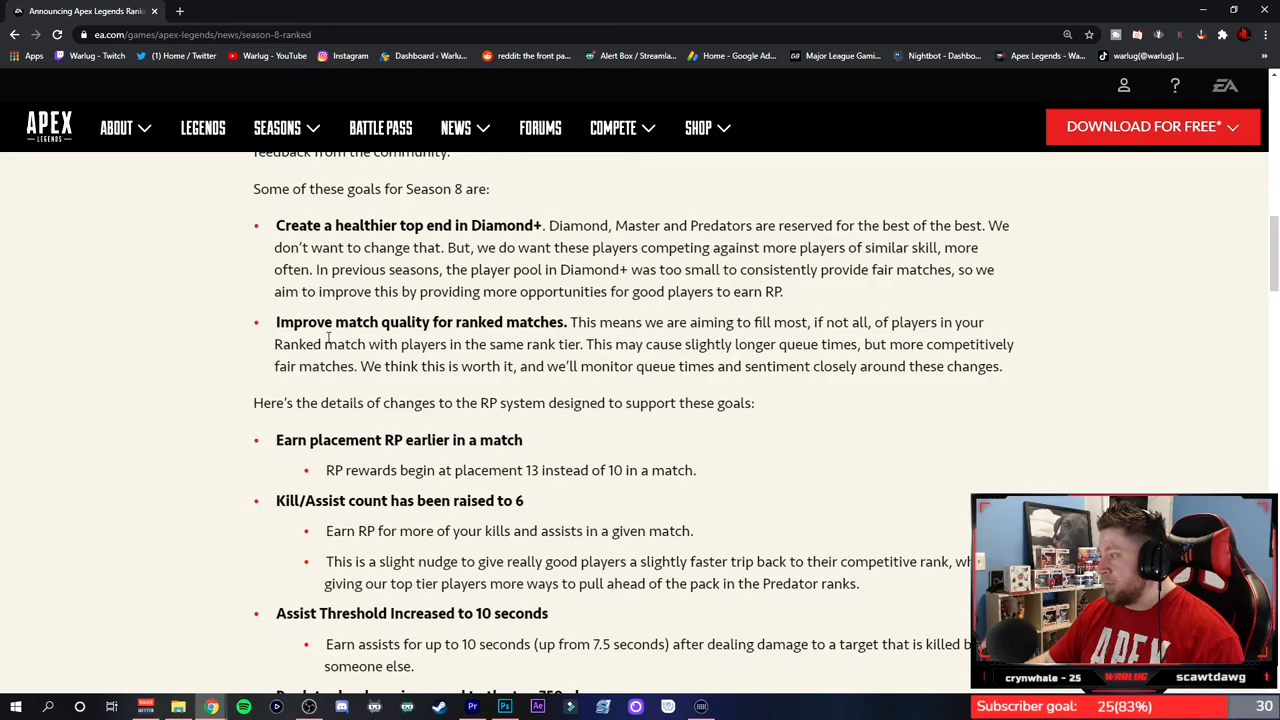 Announcing Apex Legends Rank
ea.com/games/apex-legends/news/season-8-ranked
Apps
Warlug - Twitch
(1) Home / Twitter
Warlug - YouTube
Instagram
Dashboard - Warlu...
reddit: the front pa...
Alert Box / Streamla...
Home - Google Ad...
Major League Gami...
Nightbot - Dashbo...
Apex Legends - Wa...
warlug(@warlug) |...
APEX
LEGENDS
ABOUT
LEGENDS
SEASONS
BATTLE PASS
NEWS
FORUMS
COMPETE
SHOP
DOWNLOAD FOR FREE*
feedback from the community.
Some of these goals for Season 8 are:
• Create a healthier top end in Diamond+. Diamond, Master and Predators are reserved for the best of the best. We
don't want to change that. But, we do want these players competing against more players of similar skill, more
often. In previous seasons, the player pool in Diamond+ was too small to consistently provide fair matches, so we
aim to improve this by providing more opportunities for good players to earn RP.
• Improve match quality for ranked matches. This means we are aiming to fill most, if not all, of players in your
Ranked match with players in the same rank tier. This may cause slightly longer queue times, but more competitively
fair matches. We think this is worth it, and we'll monitor queue times and sentiment closely around these changes.
Here's the details of changes to the RP system designed to support these goals:
• Earn placement RP earlier in a match
• RP rewards begin at placement 13 instead of 10 in a match.
• Kill/Assist count has been raised to 6
• Earn RP for more of your kills and assists in a given match.
• This is a slight nudge to give really good players a slightly faster trip back to their competitive rank, wh
giving our top tier players more ways to pull ahead of the pack in the Predator ranks.
• Assist Threshold Increased to 10 seconds
• Earn assists for up to 10 seconds (up from 7.5 seconds) after dealing damage to a target that is killed b
someone else.
APEX
crynwhale - 25
WARLUG
scawtdawg
Subscriber goal:
25(83%)
30